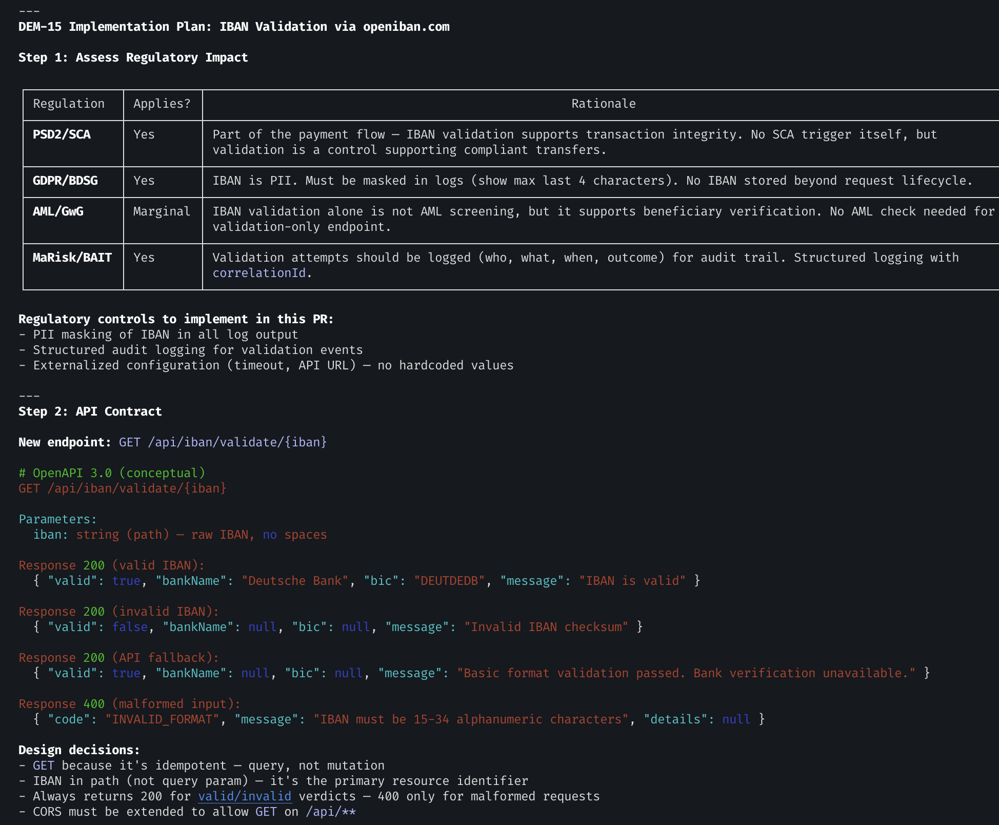 ---
DEM-15 Implementation Plan: IBAN Validation via openiban.com
Step 1: Assess Regulatory Impact
Regulation Applies? Rationale
PSD2/SCA Yes Part of the payment flow — IBAN validation supports transaction integrity. No SCA trigger itself, but
validation is a control supporting compliant transfers.
GDPR/BDSG Yes IBAN is PII. Must be masked in logs (show max last 4 characters). No IBAN stored beyond request lifecycle.
AML/GwG Marginal IBAN validation alone is not AML screening, but it supports beneficiary verification. No AML check needed for
validation-only endpoint.
MaRisk/BAIT Yes Validation attempts should be logged (who, what, when, outcome) for audit trail. Structured logging with
correlationId.
Regulatory controls to implement in this PR:
- PII masking of IBAN in all log output
- Structured audit logging for validation events
- Externalized configuration (timeout, API URL) — no hardcoded values
---
Step 2: API Contract
New endpoint: GET /api/iban/validate/{iban}
# OpenAPI 3.0 (conceptual)
GET /api/iban/validate/{iban}
Parameters:
iban: string (path) — raw IBAN, no spaces
Response 200 (valid IBAN):
{ "valid": true, "bankName": "Deutsche Bank", "bic": "DEUTDEDB", "message": "IBAN is valid" }
Response 200 (invalid IBAN):
{ "valid": false, "bankName": null, "bic": null, "message": "Invalid IBAN checksum" }
Response 200 (API fallback):
{ "valid": true, "bankName": null, "bic": null, "message": "Basic format validation passed. Bank verification unavailable." }
Response 400 (malformed input):
{ "code": "INVALID_FORMAT", "message": "IBAN must be 15-34 alphanumeric characters", "details": null }
Design decisions:
- GET because it's idempotent — query, not mutation
- IBAN in path (not query param) — it's the primary resource identifier
- Always returns 200 for valid/invalid verdicts — 400 only for malformed requests
- CORS must be extended to allow GET on /api/**